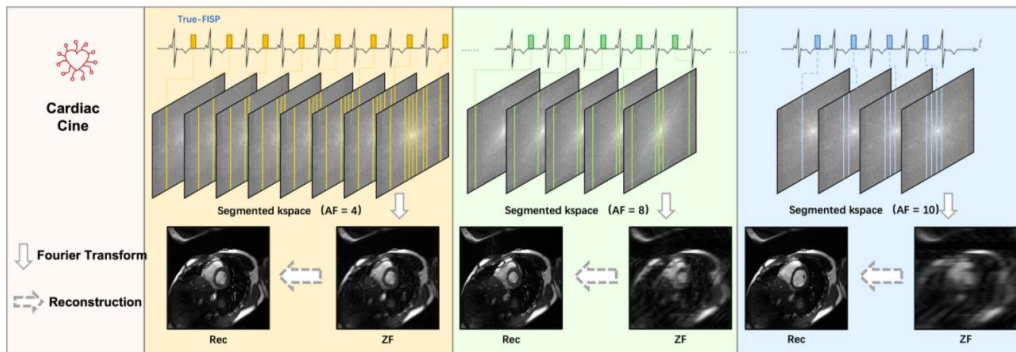 True-FISP
t
Cardiac
Cine
Segmented kspace （AF = 4）
Segmented kspace （AF = 8）
Segmented kspace （AF = 10）
Fourier Transform
Reconstruction
Rec
ZF
Rec
ZF
Rec
ZF